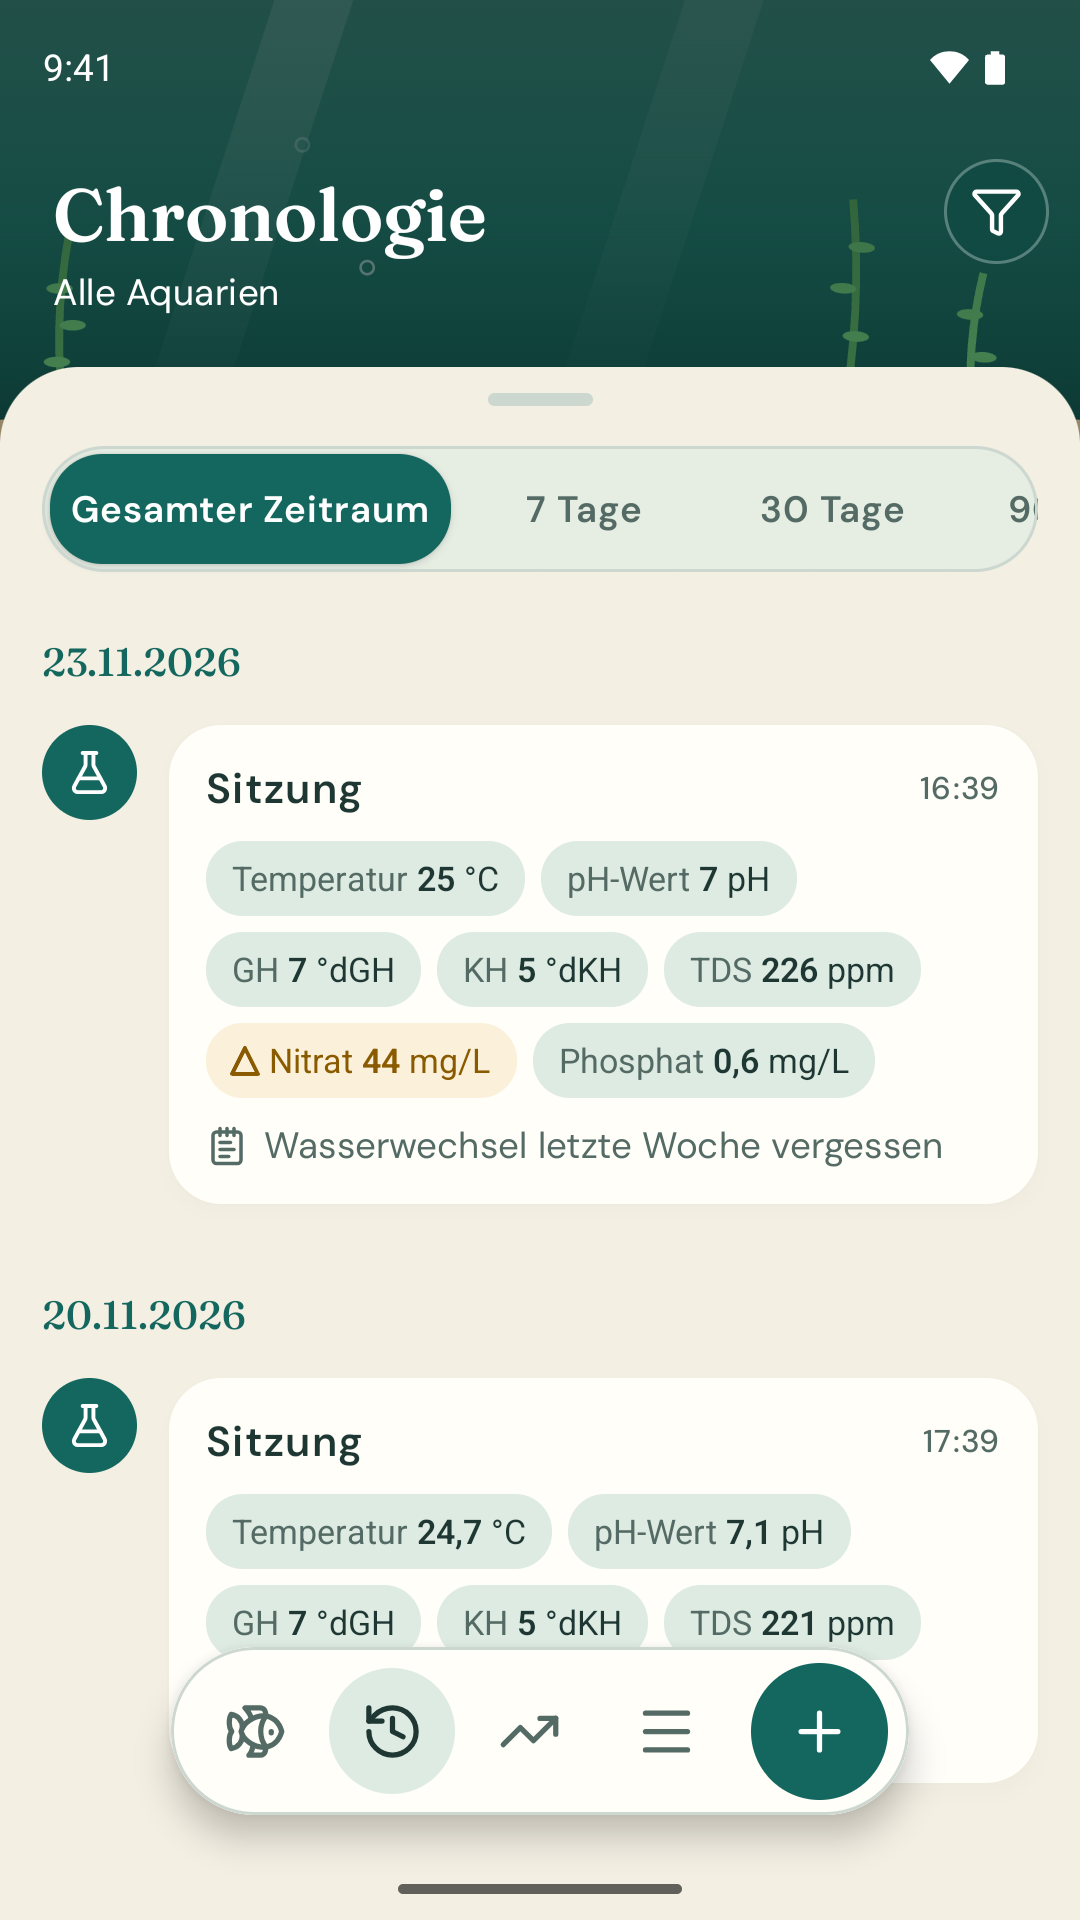 9:41
Chronologie
Alle Aquarien
Gesamter Zeitraum 7 Tage 30 Tage
23.11.2026
Sitzung 16:39
Temperatur 25 °C pH-Wert 7 pH
GH 7 °dGH KH 5 °dKH TDS 226 ppm
Nitrat 44 mg/L Phosphat 0,6 mg/L
Wasserwechsel letzte Woche vergessen
20.11.2026
Sitzung 17:39
Temperatur 24,7 °C pH-Wert 7,1 pH
GH 7 °dGH KH 5 °dKH TDS 221 ppm